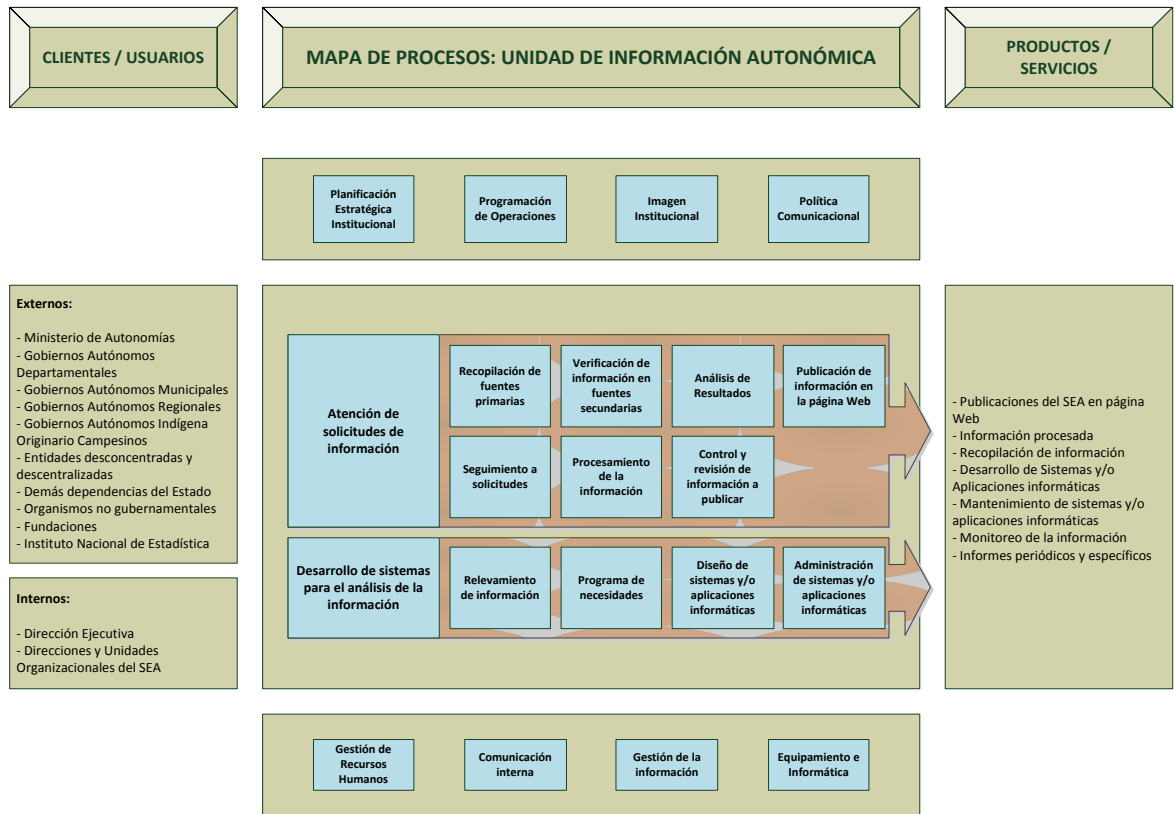 CLIENTES / USUARIOS
MAPA DE PROCESOS: UNIDAD DE INFORMACIÓN AUTONÓMICA
PRODUCTOS /
SERVICIOS
Planificación
Estratégica
Institucional
Programación
de Operaciones
Imagen
Institucional
Política
Comunicacional
Externos:
- Ministerio de Autonomías
- Gobiernos Autónomos
Departamentales
- Gobiernos Autónomos Municipales
- Gobiernos Autónomos Regionales
- Gobiernos Autónomos Indígena
Originario Campesinos
- Entidades desconcentradas y
descentralizadas
- Demás dependencias del Estado
- Organismos no gubernamentales
- Fundaciones
- Instituto Nacional de Estadística
Internos:
- Dirección Ejecutiva
- Direcciones y Unidades
Organizacionales del SEA
Atención de
solicitudes de
información
Recopilación de
fuentes
primarias
Verificación de
información en
fuentes
secundarias
Análisis de
Resultados
Publicación de
información en
la página Web
Seguimiento a
solicitudes
Procesamiento
de la
información
Control y
revisión de
información a
publicar
Desarrollo de sistemas
para el análisis de la
información
Relevamiento
de información
Programa de
necesidades
Diseño de
sistemas y/o
aplicaciones
informáticas
Administración
de sistemas y/o
aplicaciones
informáticas
- Publicaciones del SEA en página
Web
- Información procesada
- Recopilación de información
- Desarrollo de Sistemas y/o
Aplicaciones informáticas
- Mantenimiento de sistemas y/o
aplicaciones informáticas
- Monitoreo de la información
- Informes periódicos y específicos
Gestión de
Recursos
Humanos
Comunicación
interna
Gestión de la
información
Equipamiento e
Informática